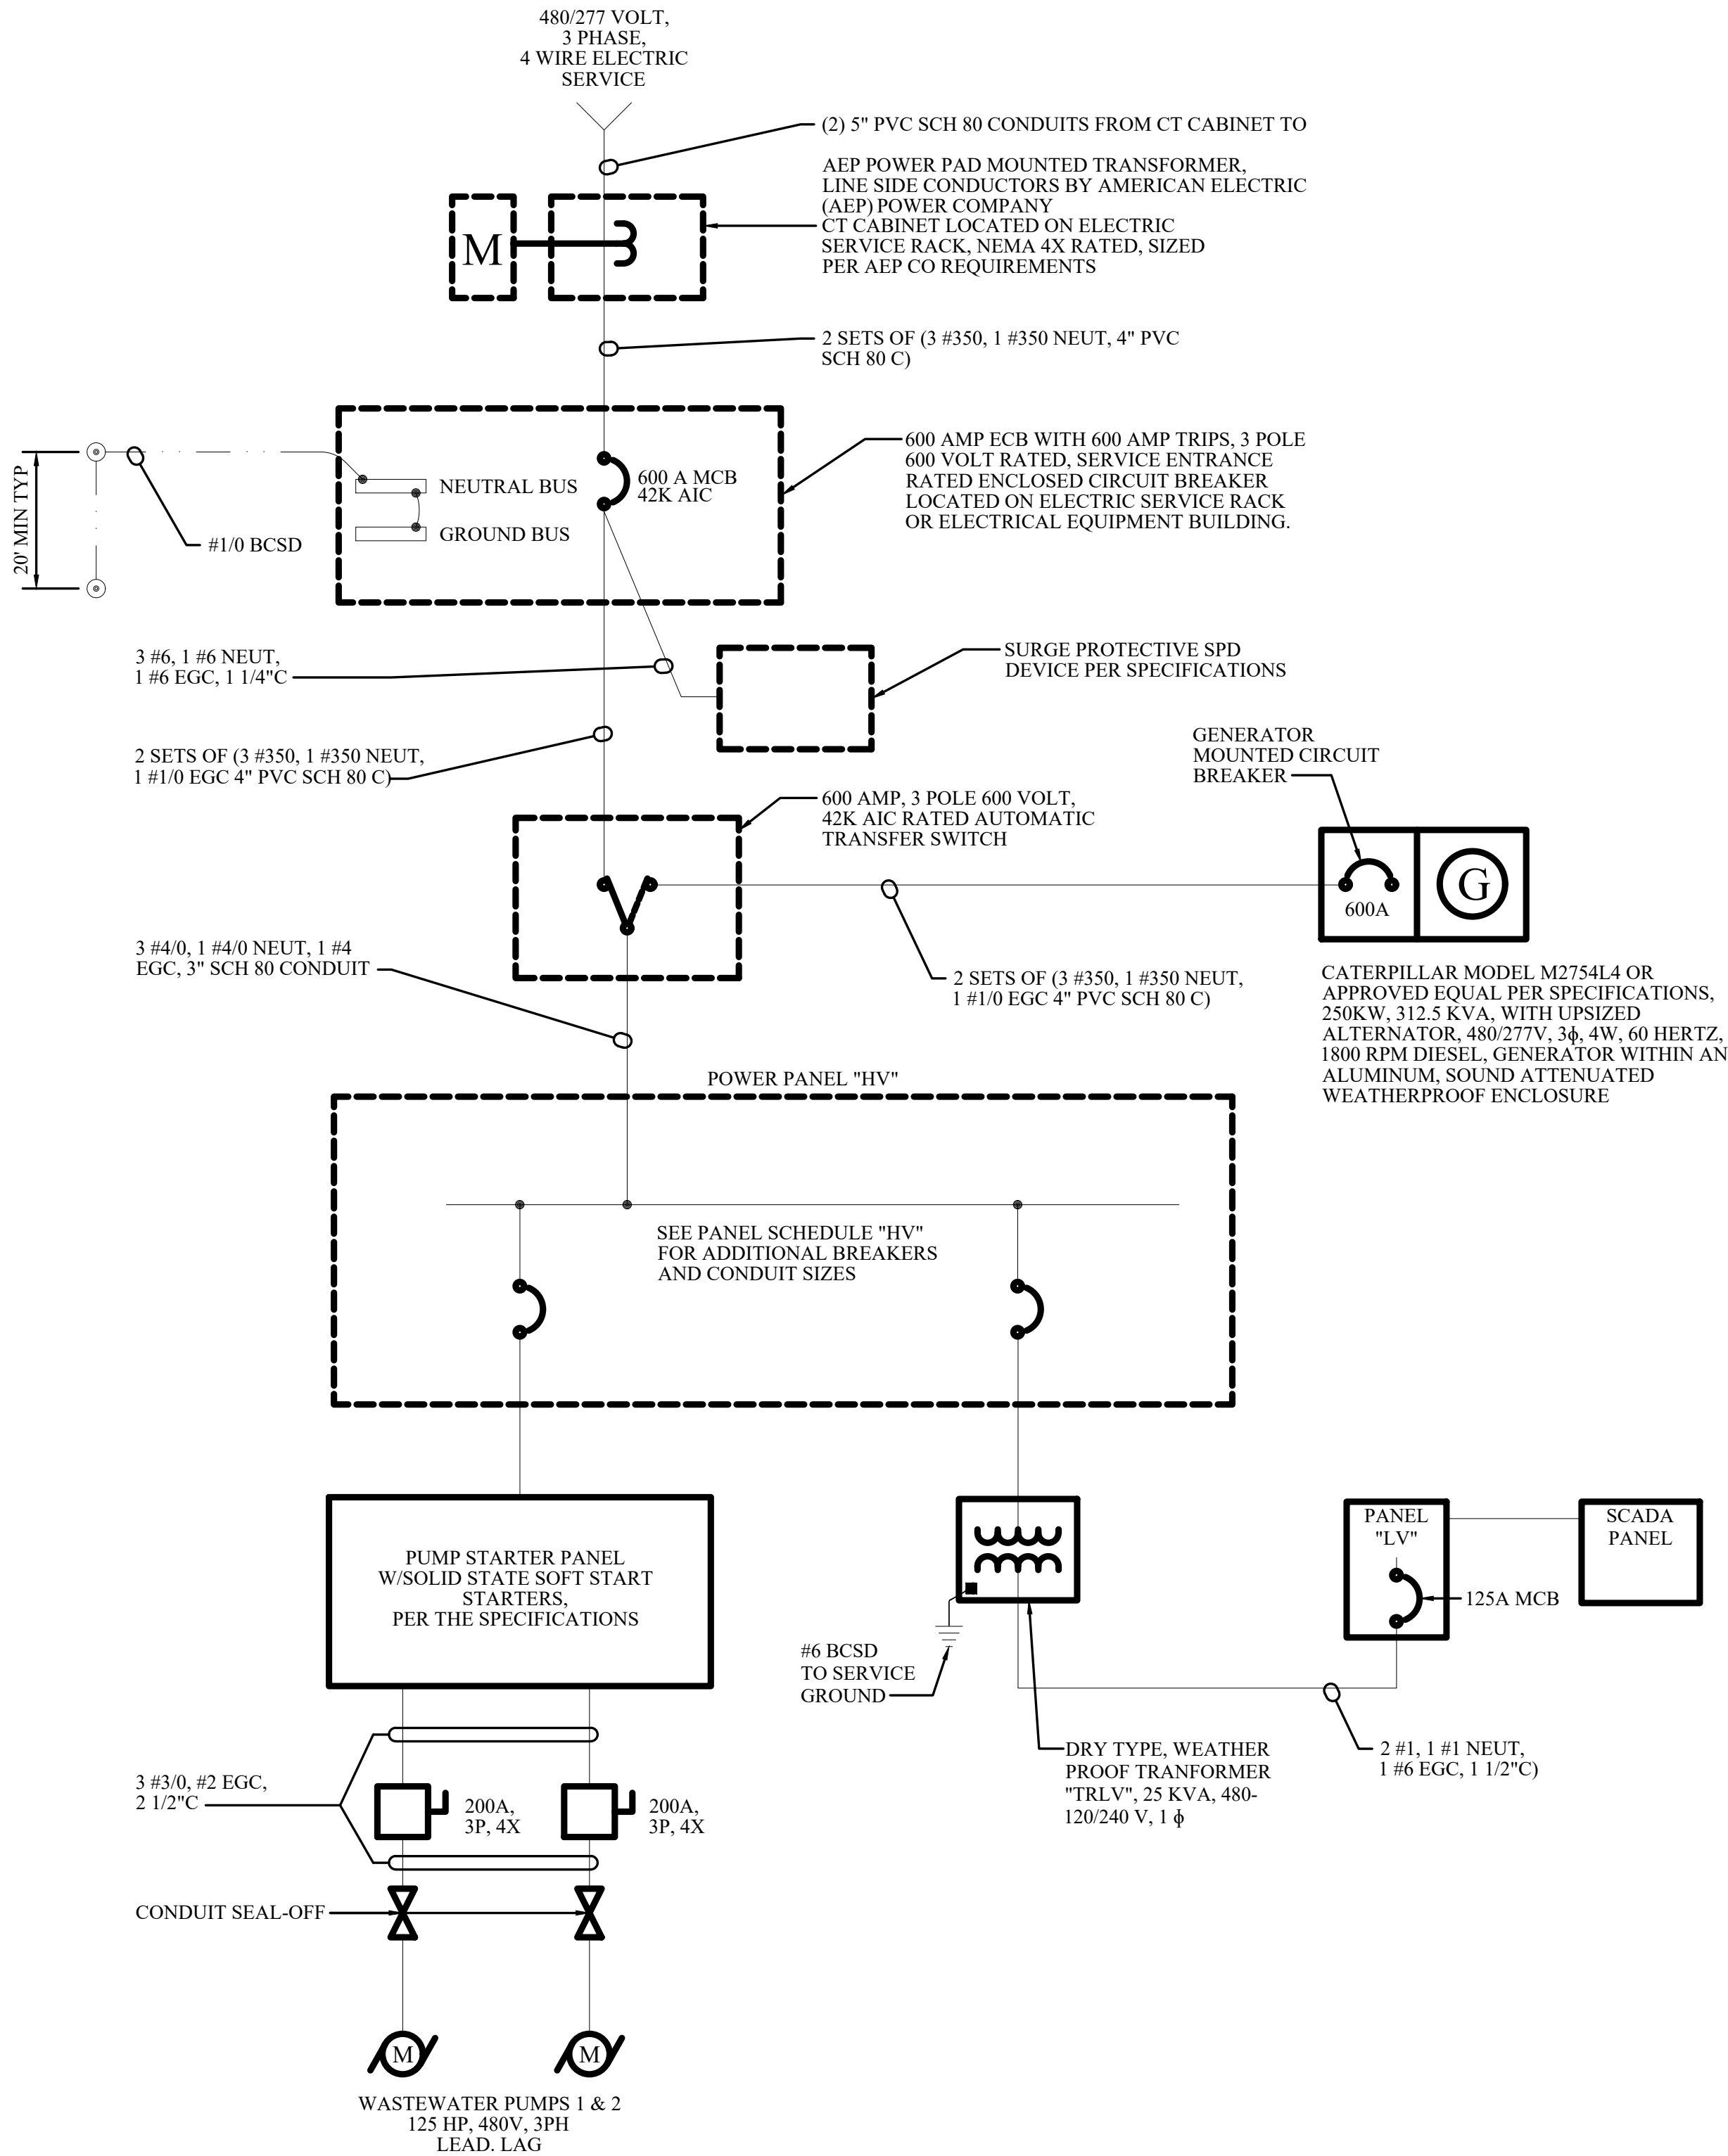 480/277 VOLT,
3 PHASE,
4 WIRE ELECTRIC
SERVICE
(2) 5" PVC SCH 80 CONDUITS FROM CT CABINET TO
AEP POWER PAD MOUNTED TRANSFORMER,
LINE SIDE CONDUCTORS BY AMERICAN ELECTRIC
(AEP) POWER COMPANY
CT CABINET LOCATED ON ELECTRIC
SERVICE RACK, NEMA 4X RATED, SIZED
PER AEP CO REQUIREMENTS
M
2 SETS OF (3 #350, 1 #350 NEUT, 4" PVC
SCH 80 C)
600 AMP ECB WITH 600 AMP TRIPS, 3 POLE
600 VOLT RATED, SERVICE ENTRANCE
RATED ENCLOSED CIRCUIT BREAKER
LOCATED ON ELECTRIC SERVICE RACK
OR ELECTRICAL EQUIPMENT BUILDING.
600 A MCB
42K AIC
NEUTRAL BUS
GROUND BUS
20' MIN TYP
#1/0 BCSD
3 #6, 1 #6 NEUT,
1 #6 EGC, 1 1/4"C
SURGE PROTECTIVE SPD
DEVICE PER SPECIFICATIONS
2 SETS OF (3 #350, 1 #350 NEUT,
1 #1/0 EGC 4" PVC SCH 80 C)
GENERATOR
MOUNTED CIRCUIT
BREAKER
600 AMP, 3 POLE 600 VOLT,
42K AIC RATED AUTOMATIC
TRANSFER SWITCH
600A
G
3 #4/0, 1 #4/0 NEUT, 1 #4
EGC, 3" SCH 80 CONDUIT
2 SETS OF (3 #350, 1 #350 NEUT,
1 #1/0 EGC 4" PVC SCH 80 C)
CATERPILLAR MODEL M2754L4 OR
APPROVED EQUAL PER SPECIFICATIONS,
250KW, 312.5 KVA, WITH UPSIZED
ALTERNATOR, 480/277V, 3ϕ, 4W, 60 HERTZ,
1800 RPM DIESEL, GENERATOR WITHIN AN
ALUMINUM, SOUND ATTENUATED
WEATHERPROOF ENCLOSURE
POWER PANEL "HV"
SEE PANEL SCHEDULE "HV"
FOR ADDITIONAL BREAKERS
AND CONDUIT SIZES
PUMP STARTER PANEL
W/SOLID STATE SOFT START
STARTERS,
PER THE SPECIFICATIONS
PANEL
"LV"
SCADA
PANEL
125A MCB
#6 BCSD
TO SERVICE
GROUND
DRY TYPE, WEATHER
PROOF TRANFORMER
"TRLV", 25 KVA, 480-
120/240 V, 1 ϕ
2 #1, 1 #1 NEUT,
1 #6 EGC, 1 1/2"C)
3 #3/0, #2 EGC,
2 1/2"C
200A,
3P, 4X
200A,
3P, 4X
CONDUIT SEAL-OFF
M
M
WASTEWATER PUMPS 1 & 2
125 HP, 480V, 3PH
LEAD. LAG